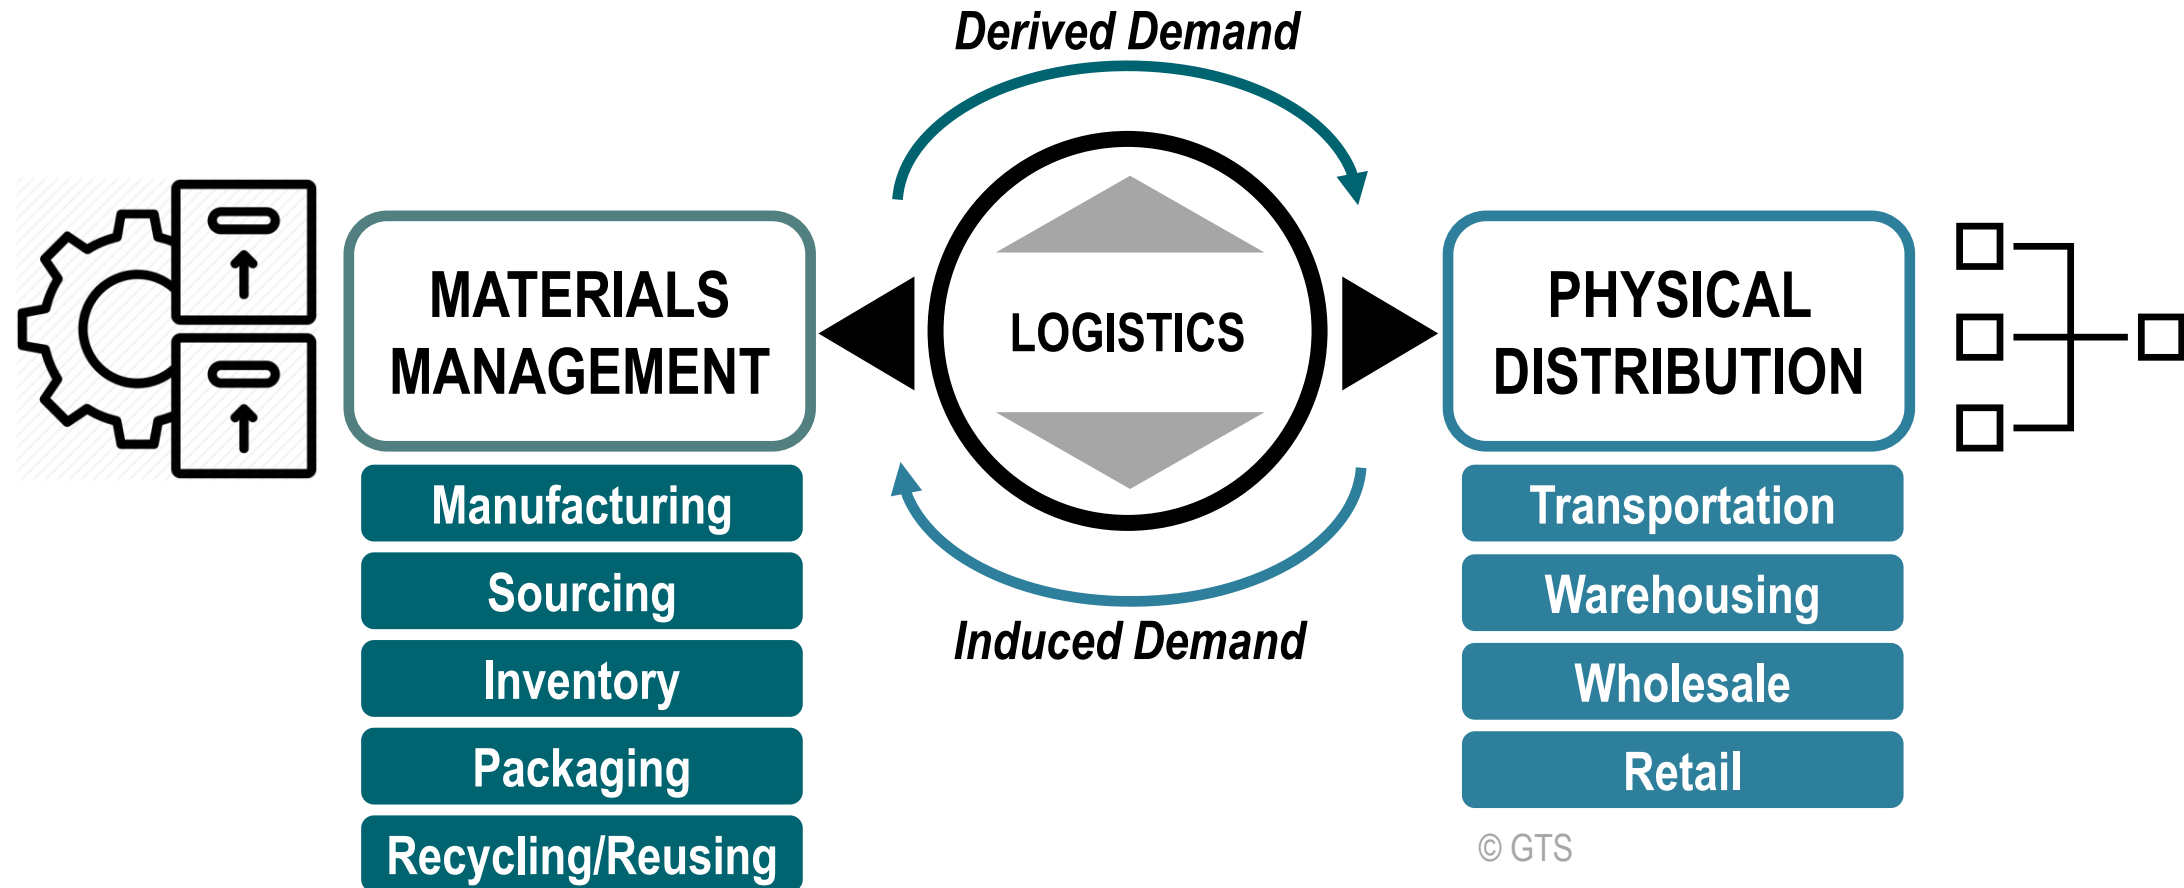 Derived Demand
MATERIALS
MANAGEMENT
LOGISTICS
PHYSICAL
DISTRIBUTION
Manufacturing
Sourcing
Inventory
Packaging
Recycling/Reusing
Induced Demand
Transportation
Warehousing
Wholesale
Retail
© GTS